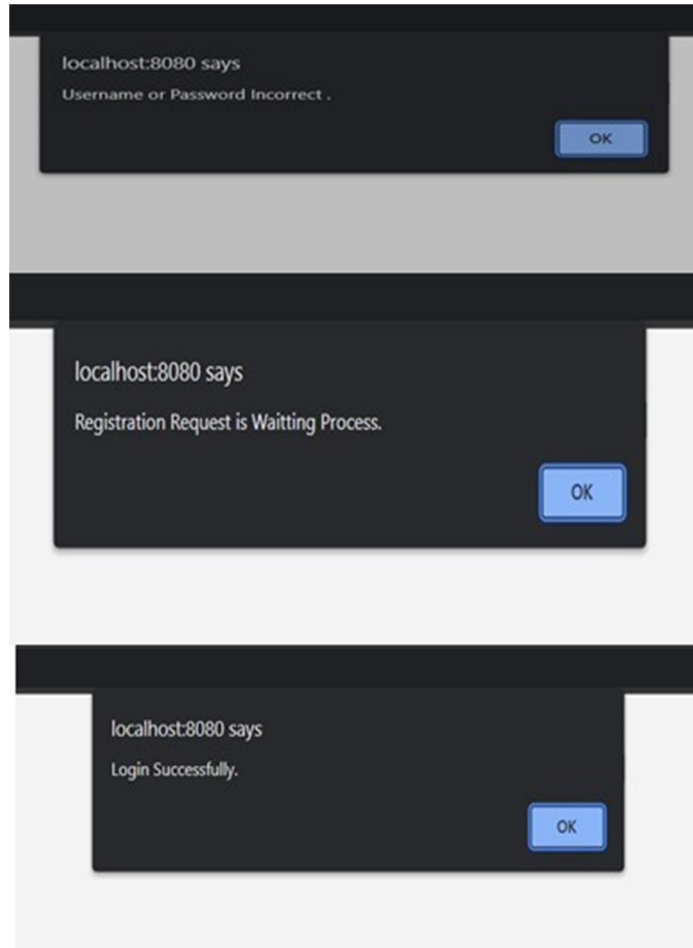 localhost:8080 says
Username or Password Incorrect .
OK
localhost:8080 says
Registration Request is Waitting Process.
OK
localhost:8080 says
Login Successfully.
OK